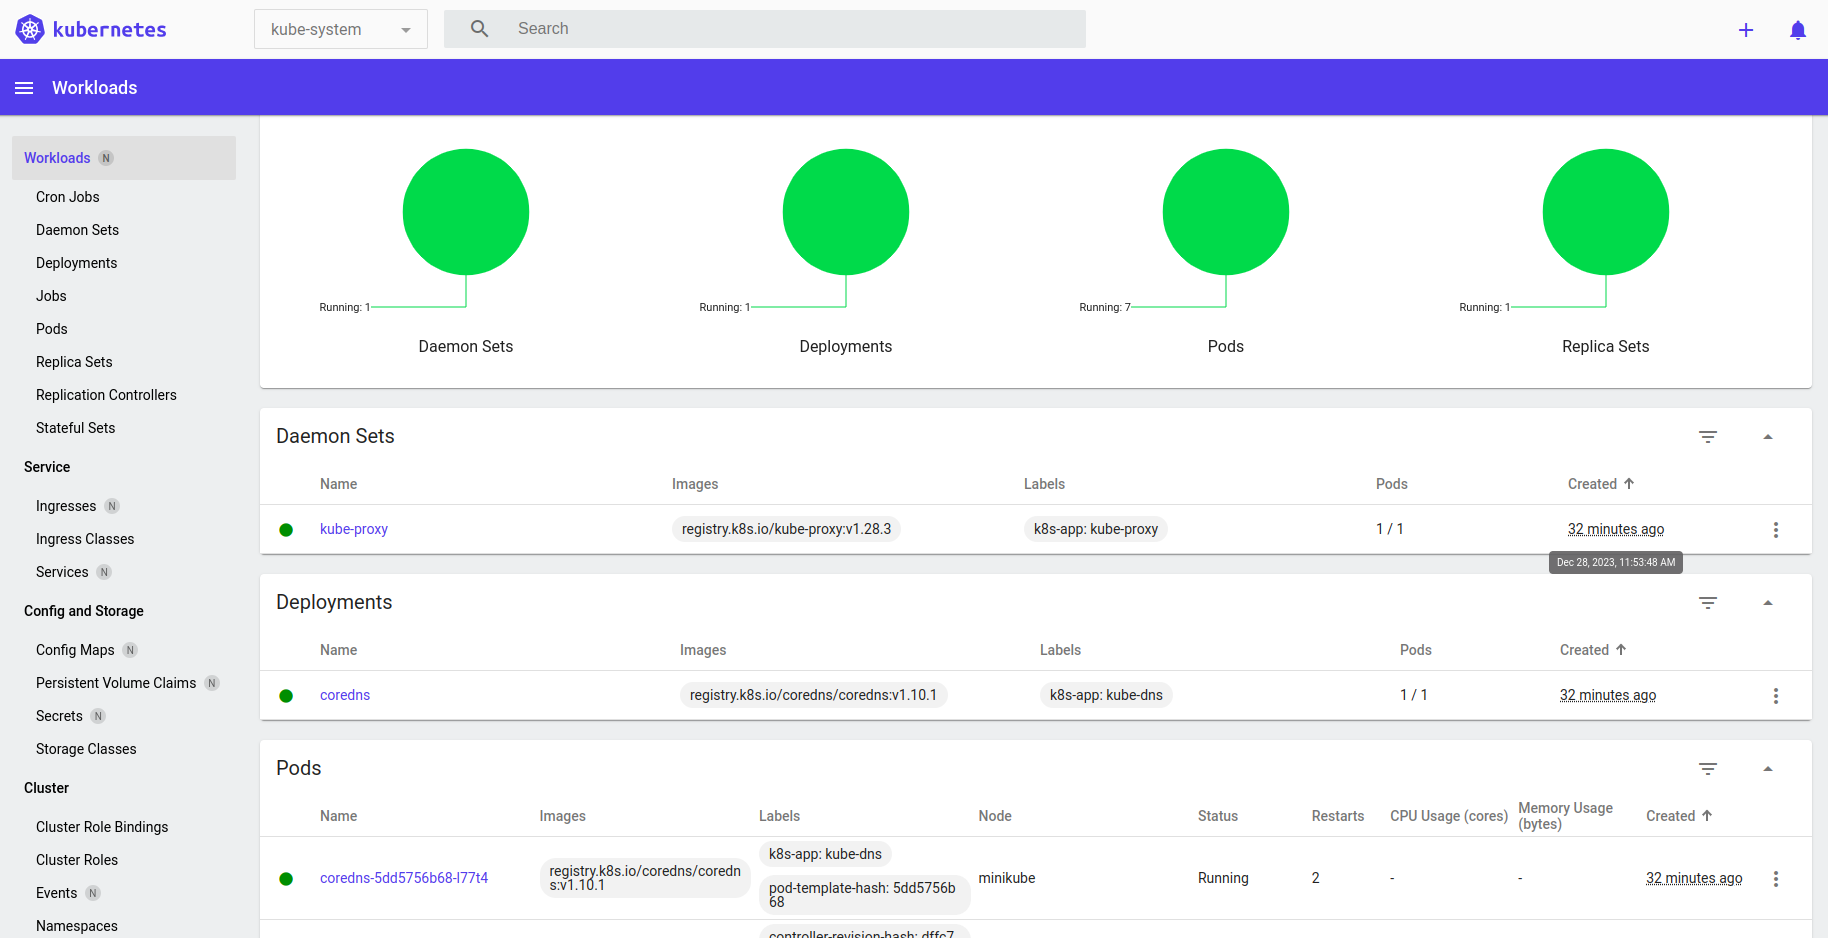 kubernetes
kube-system
Search
Workloads
Workloads N
Cron Jobs
Daemon Sets
Deployments
Jobs
Pods
Replica Sets
Replication Controllers
Stateful Sets
Service
Ingresses N
Ingress Classes
Services N
Config and Storage
Config Maps N
Persistent Volume Claims N
Secrets N
Storage Classes
Cluster
Cluster Role Bindings
Cluster Roles
Events N
Namespaces
Running: 1
Daemon Sets
Running: 1
Deployments
Running: 7
Pods
Running: 1
Replica Sets
Daemon Sets
Name Images Labels Pods Created
kube-proxy registry.k8s.io/kube-proxy:v1.28.3 k8s-app: kube-proxy 1 / 1 32 minutes ago
Dec 28, 2023, 11:53:48 AM
Deployments
Name Images Labels Pods Created
coredns registry.k8s.io/coredns/coredns:v1.10.1 k8s-app: kube-dns 1 / 1 32 minutes ago
Pods
Name Images Labels Node Status Restarts CPU Usage (cores) Memory Usage
(bytes) Created
coredns-5dd5756b68-l77t4
registry.k8s.io/coredns/coredn
s:v1.10.1
k8s-app: kube-dns
pod-template-hash: 5dd5756b
68
minikube Running 2 - - 32 minutes ago
controller-revision-hash: dffc7